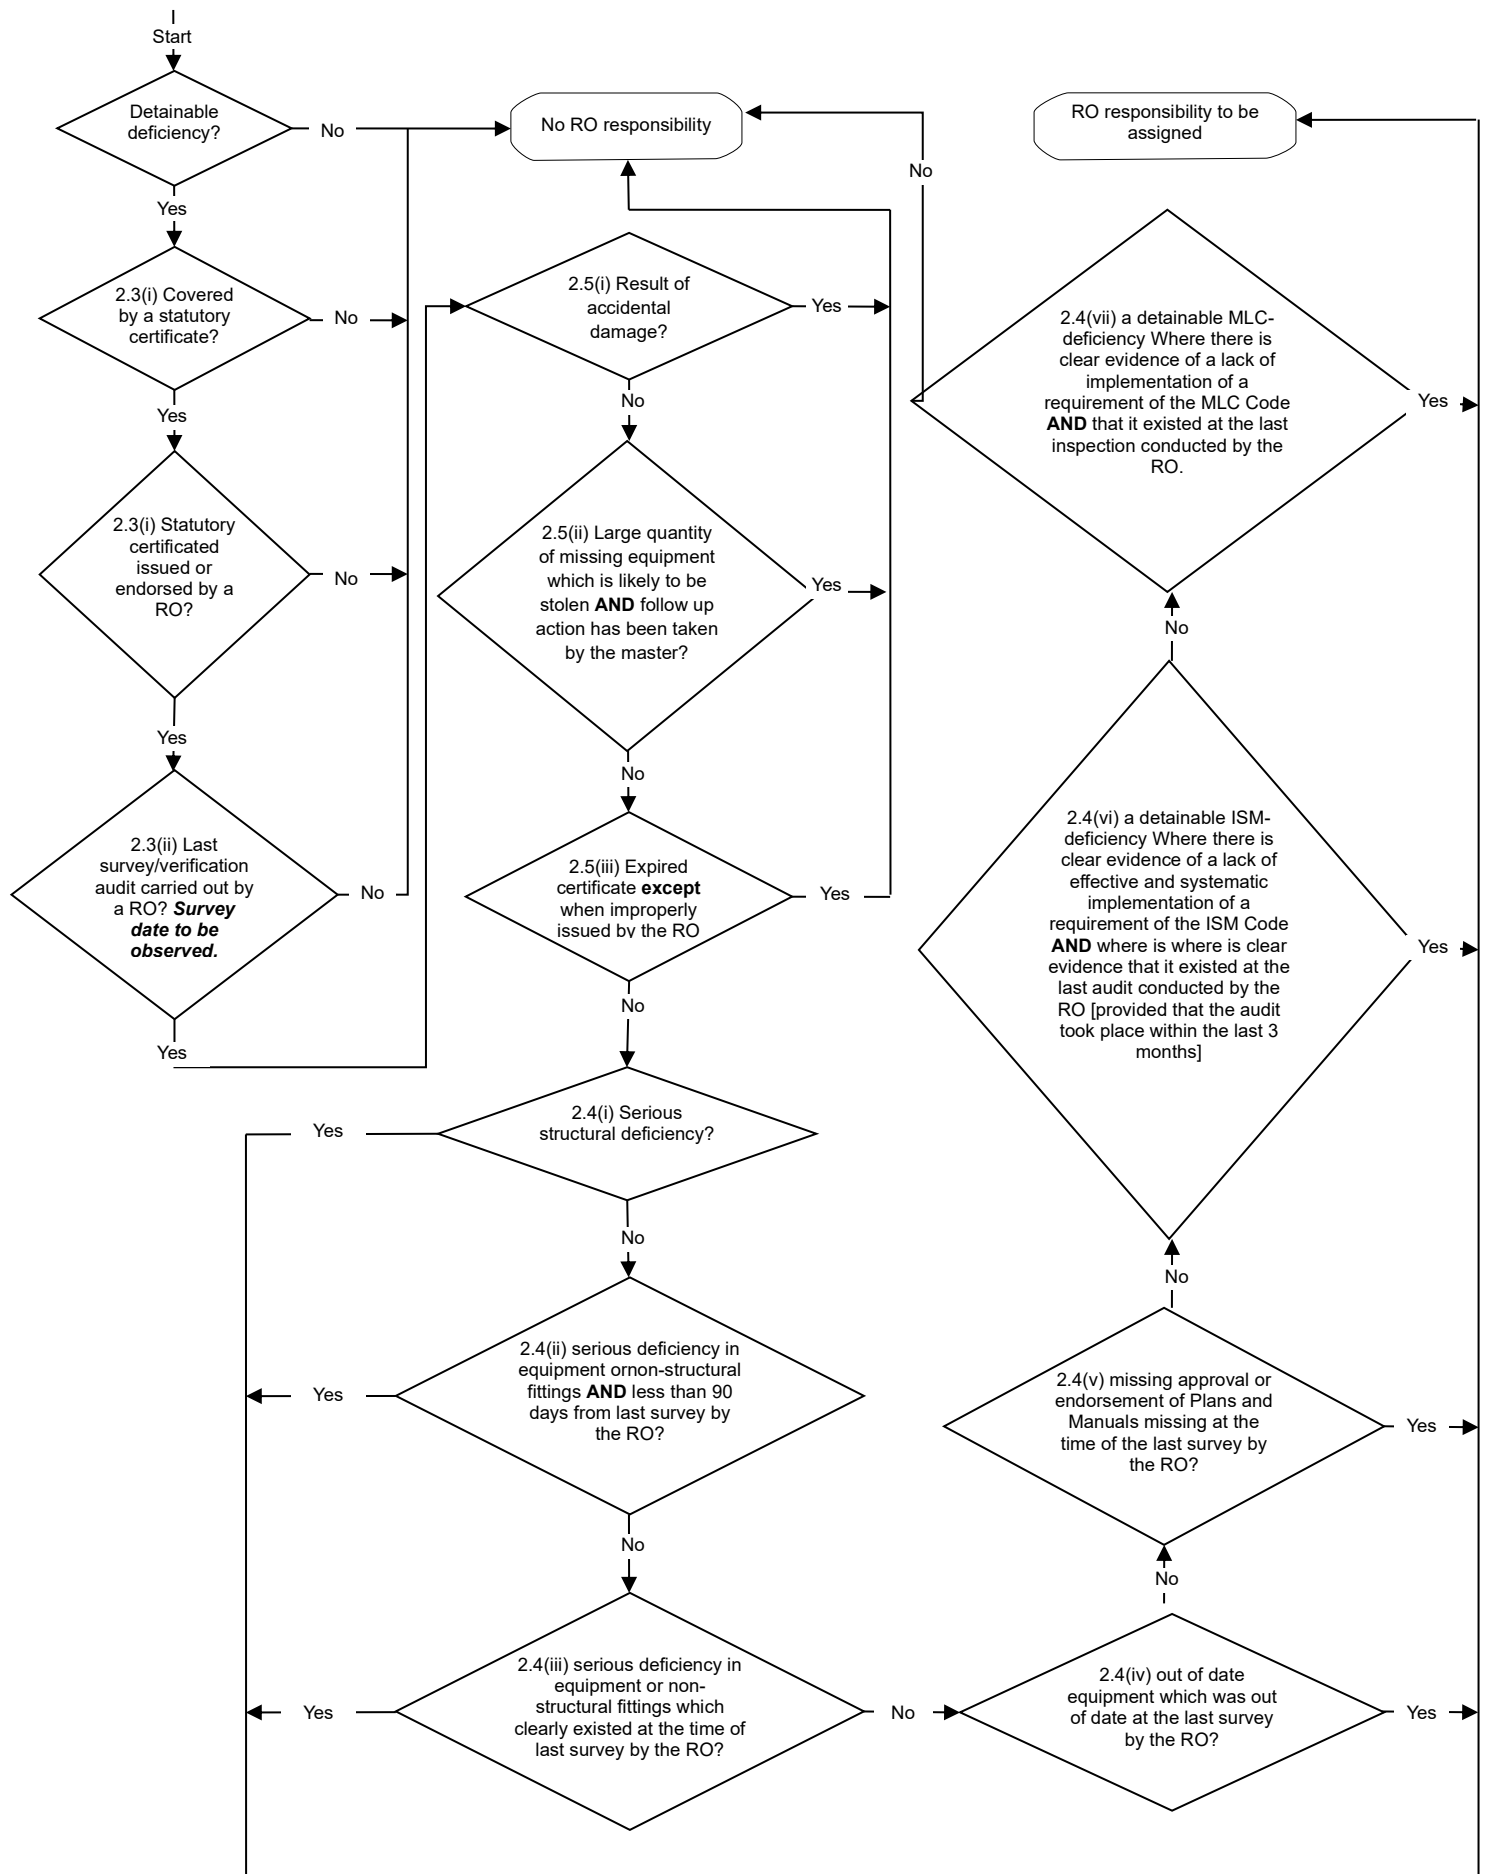 Start
Detainable
deficiency?
No
Yes
2.3(i) Covered
by a statutory
certificate?
No
Yes
2.3(i) Statutory
certificated
issued or
endorsed by a
RO?
No
Yes
2.3(ii) Last
survey/verification
audit carried out by
a RO? Survey
date to be
observed.
No
Yes
No RO responsibility
2.5(i) Result of
accidental
damage?
Yes
No
2.5(ii) Large quantity
of missing equipment
which is likely to be
stolen AND follow up
action has been taken
by the master?
Yes
No
2.5(iii) Expired
certificate except
when improperly
issued by the RO
Yes
No
2.4(i) Serious
structural deficiency?
Yes
No
2.4(ii) serious deficiency in
equipment ornon-structural
fittings AND less than 90
days from last survey by
the RO?
Yes
No
2.4(iii) serious deficiency in
equipment or non-
structural fittings which
clearly existed at the time of
last survey by the RO?
Yes
No
2.4(iv) out of date
equipment which was out
of date at the last survey
by the RO?
Yes
No
2.4(v) missing approval or
endorsement of Plans and
Manuals missing at the
time of the last survey by
the RO?
Yes
No
2.4(vi) a detainable ISM-
deficiency Where there is
clear evidence of a lack of
effective and systematic
implementation of a
requirement of the ISM Code
AND where is where is clear
evidence that it existed at the
last audit conducted by the
RO [provided that the audit
took place within the last 3
months]
Yes
No
2.4(vii) a detainable MLC-
deficiency Where there is
clear evidence of a lack of
implementation of a
requirement of the MLC Code
AND that it existed at the last
inspection conducted by the
RO.
Yes
No
RO responsibility to be
assigned